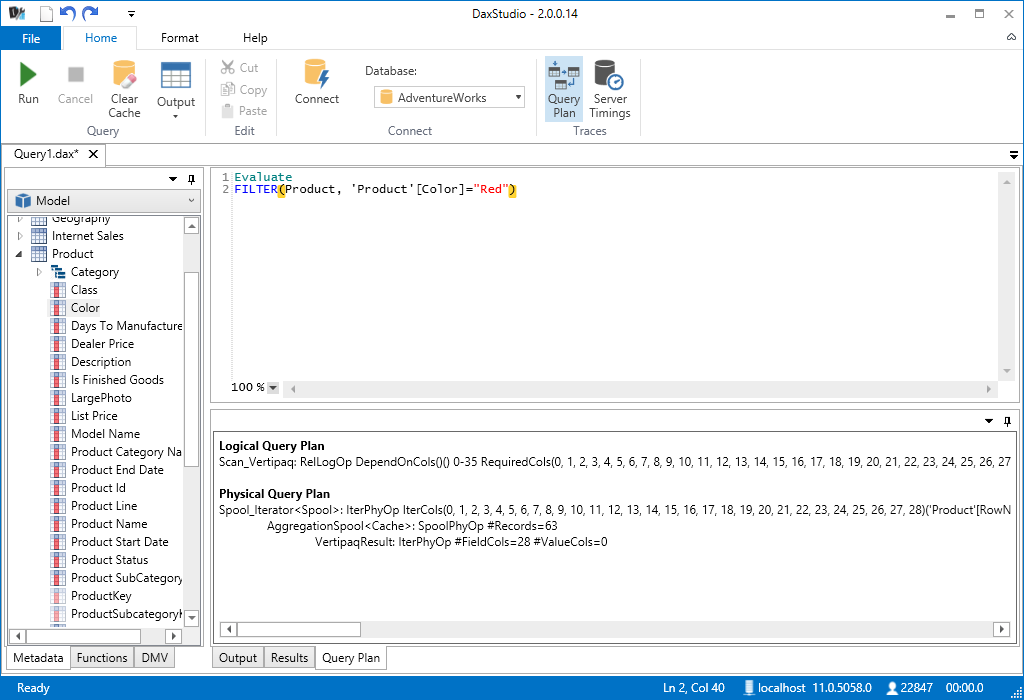 DaxStudio - 2.0.0.14
File
Home
Format
Help
Run
Cancel
Clear
Cache
Output
Query
Cut
Copy
Paste
Edit
Connect
Database:
AdventureWorks
Connect
Query
Plan
Server
Timings
Traces
Query1.dax*
Model
Geography
Internet Sales
Product
Category
Class
Color
Days To Manufacture
Dealer Price
Description
Is Finished Goods
LargePhoto
List Price
Model Name
Product Category Na
Product End Date
Product Id
Product Line
Product Name
Product Start Date
Product Status
Product SubCategory
ProductKey
ProductSubcategory
Metadata
Functions
DMV
1 Evaluate
2 FILTER(Product, 'Product'[Color]="Red")
100 %
Logical Query Plan
Scan_Vertipaq: RelLogOp DependOnCols()() 0-35 RequiredCols(0, 1, 2, 3, 4, 5, 6, 7, 8, 9, 10, 11, 12, 13, 14, 15, 16, 17, 18, 19, 20, 21, 22, 23, 24, 25, 26, 27
Physical Query Plan
Spool_Iterator<Spool>: IterPhyOp IterCols(0, 1, 2, 3, 4, 5, 6, 7, 8, 9, 10, 11, 12, 13, 14, 15, 16, 17, 18, 19, 20, 21, 22, 23, 24, 25, 26, 27, 28)('Product'[RowN
AggregationSpool<Cache>: SpoolPhyOp #Records=63
VertipaqResult: IterPhyOp #FieldCols=28 #ValueCols=0
Output
Results
Query Plan
Ready
Ln 2, Col 40
localhost
11.0.5058.0
22847
00:00.0